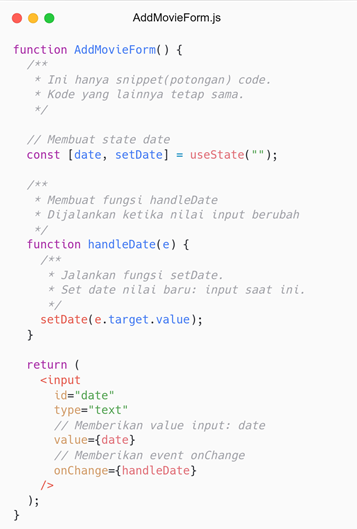 AddMovieForm.js
function AddMovieForm() {
  /**
   * Ini hanya snippet(potongan) code.
   * Kode yang lainnya tetap sama.
   */
  // Membuat state date
  const [date, setDate] = useState("");
  /**
   * Membuat fungsi handleDate
   * Dijalankan ketika nilai input berubah
   */
  function handleDate(e) {
    /**
     * Jalankan fungsi setDate.
     * Set date nilai baru: input saat ini.
     */
    setDate(e.target.value);
  }
  return (
    <input
      id="date"
      type="text"
      // Memberikan value input: date
      value={date}
      // Memberikan event onChange
      onChange={handleDate}
    />
  );
}